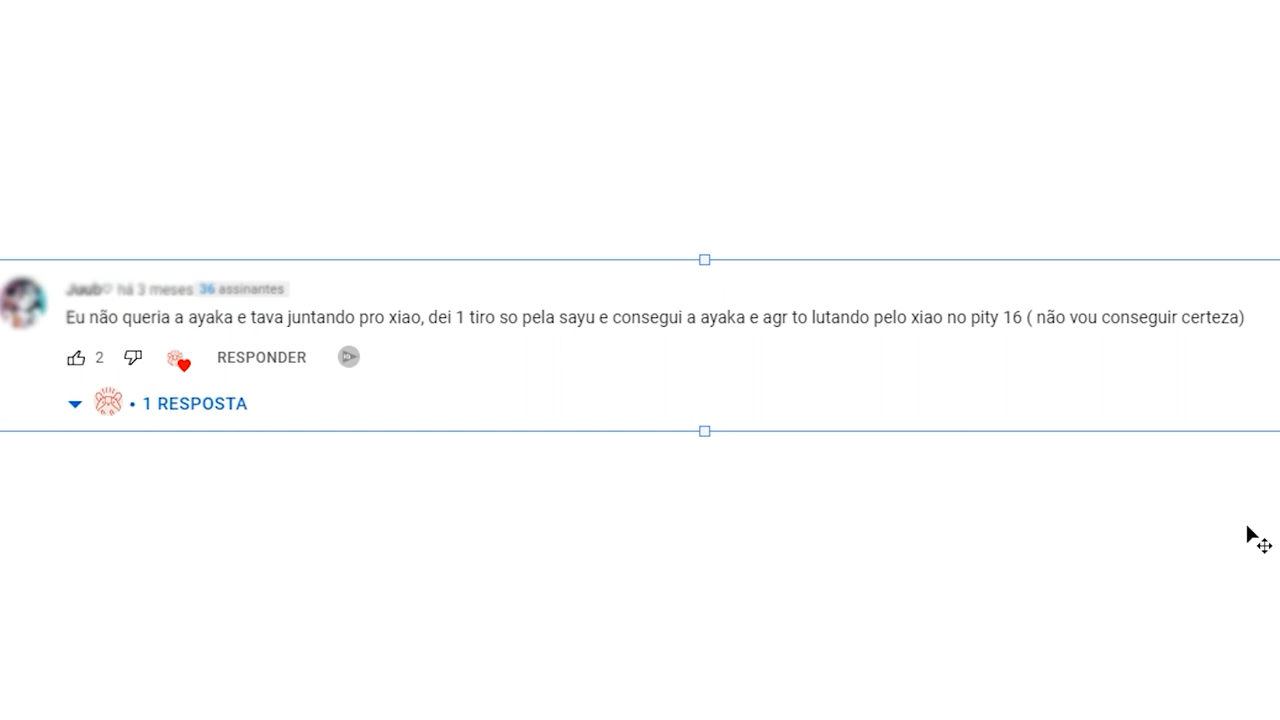 há 3 meses 36 assinantes
Eu não queria a ayaka e tava juntando pro xiao, dei 1 tiro so pela sayu e consegui a ayaka e agr to lutando pelo xiao no pity 16 ( não vou conseguir certeza)
2 RESPONDER
• 1 RESPOSTA